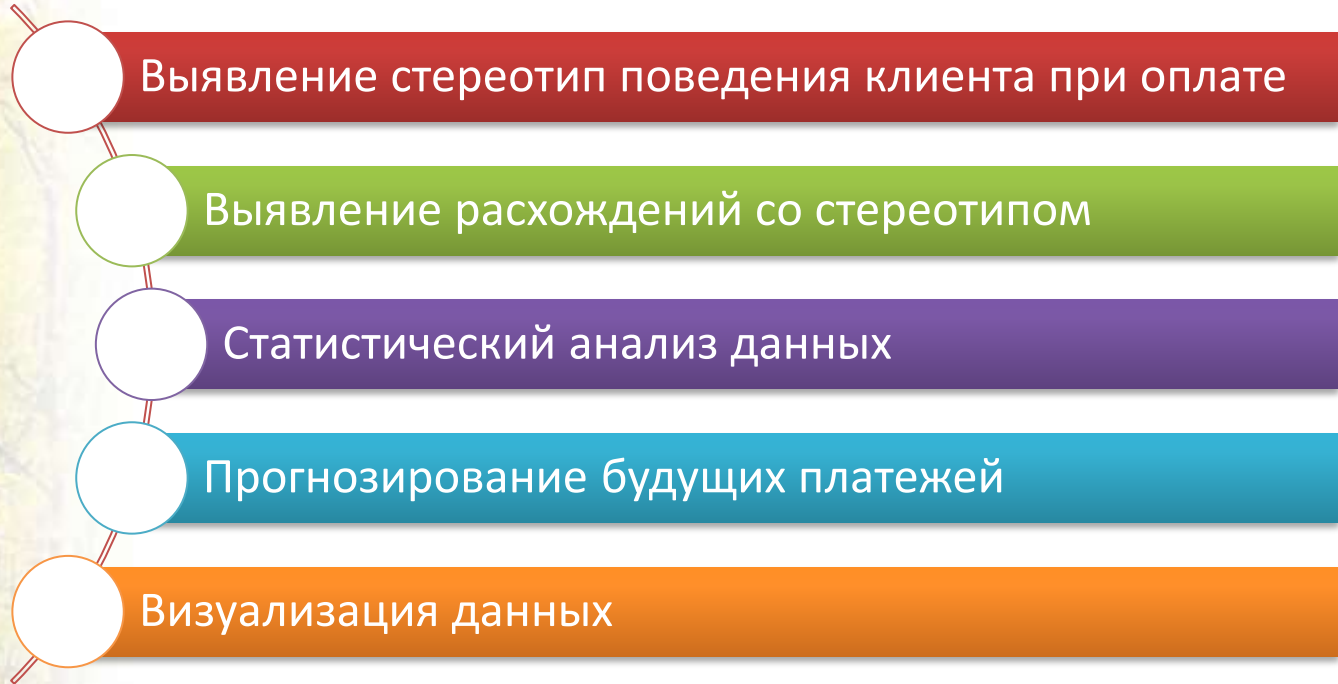 Выявление стереотип поведения клиента при оплате
Выявление расхождений со стереотипом
Статистический анализ данных
Прогнозирование будущих платежей
Визуализация данных